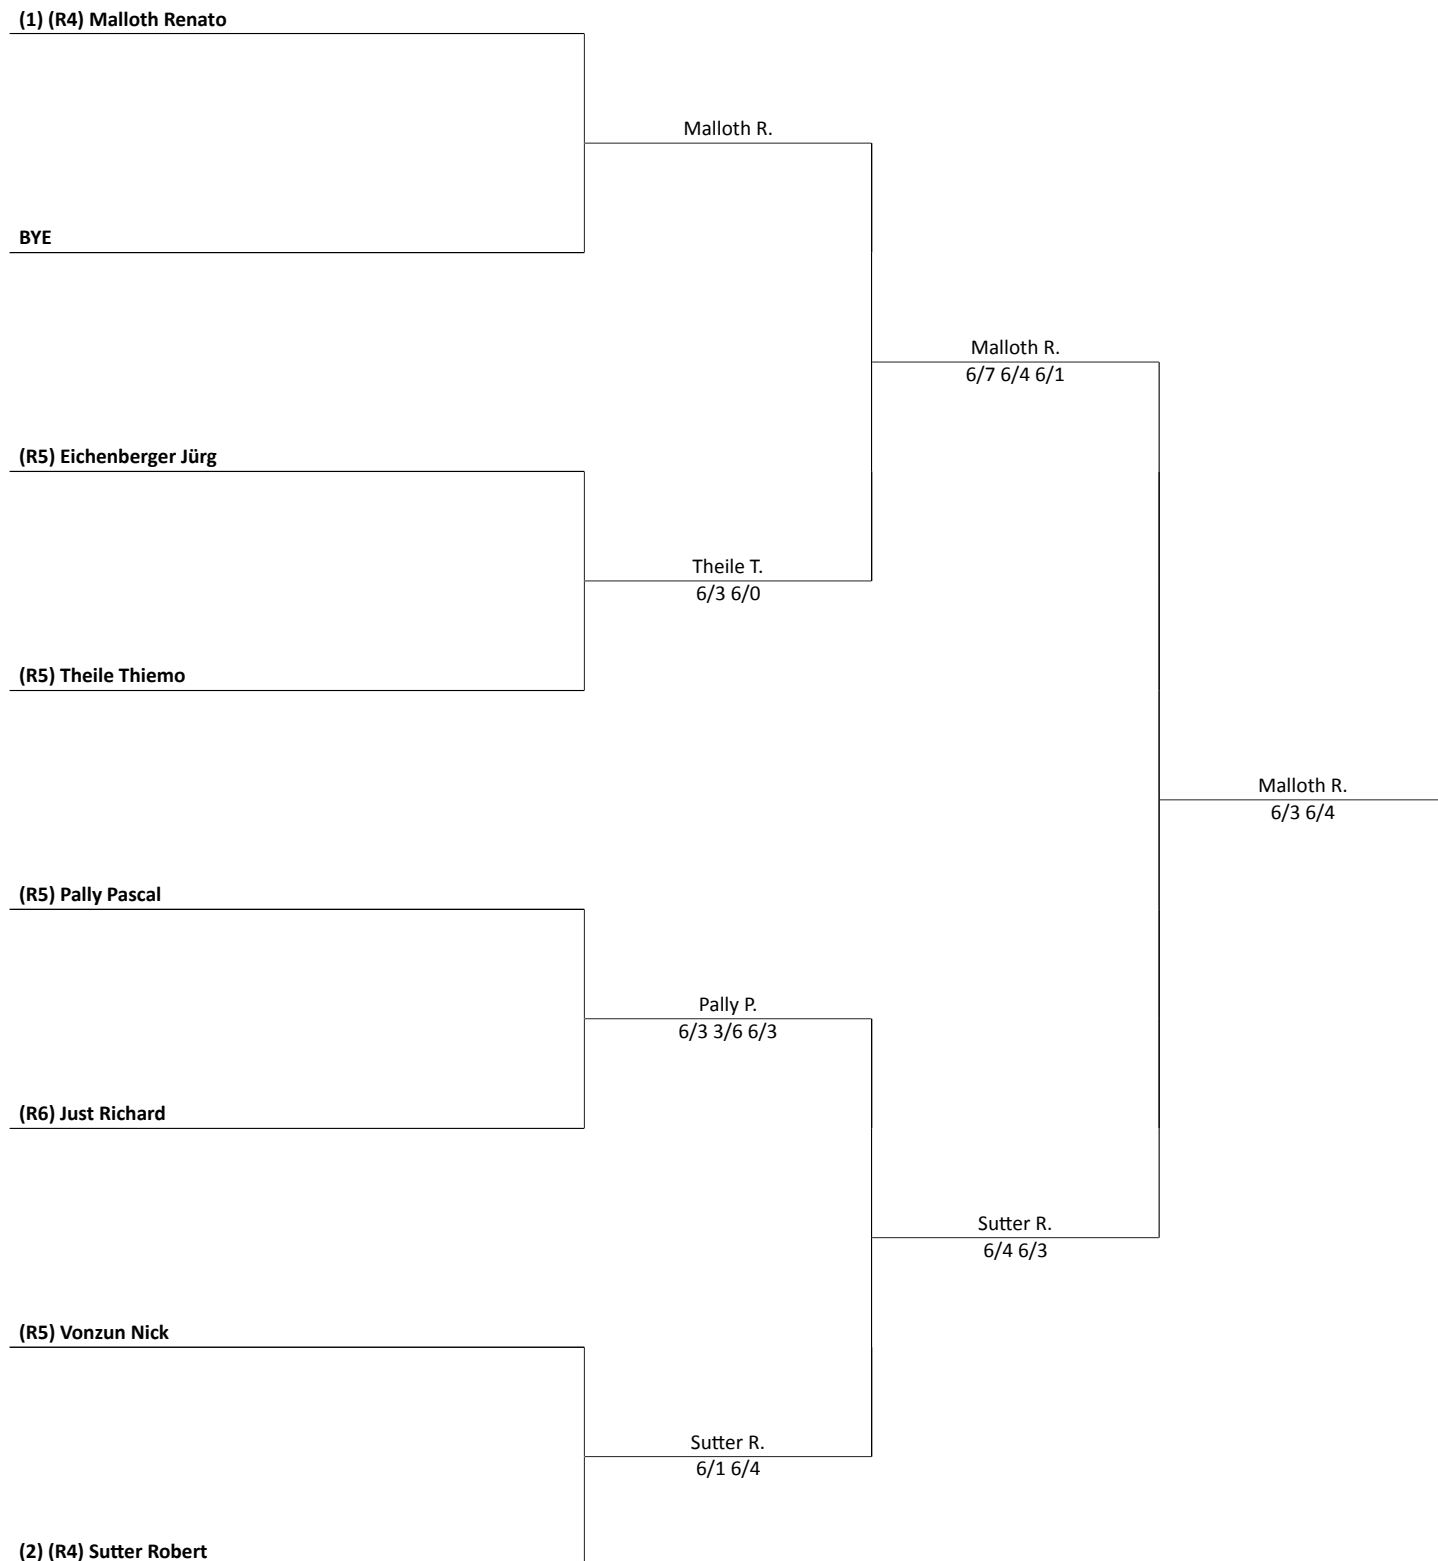 (1) (R4) Malloth Renato
Malloth R.
BYE
Malloth R.
6/7 6/4 6/1
(R5) Eichenberger Jürg
Theile T.
6/3 6/0
(R5) Theile Thiemo
Malloth R.
6/3 6/4
(R5) Pally Pascal
Pally P.
6/3 3/6 6/3
(R6) Just Richard
Sutter R.
6/4 6/3
(R5) Vonzun Nick
Sutter R.
6/1 6/4
(2) (R4) Sutter Robert